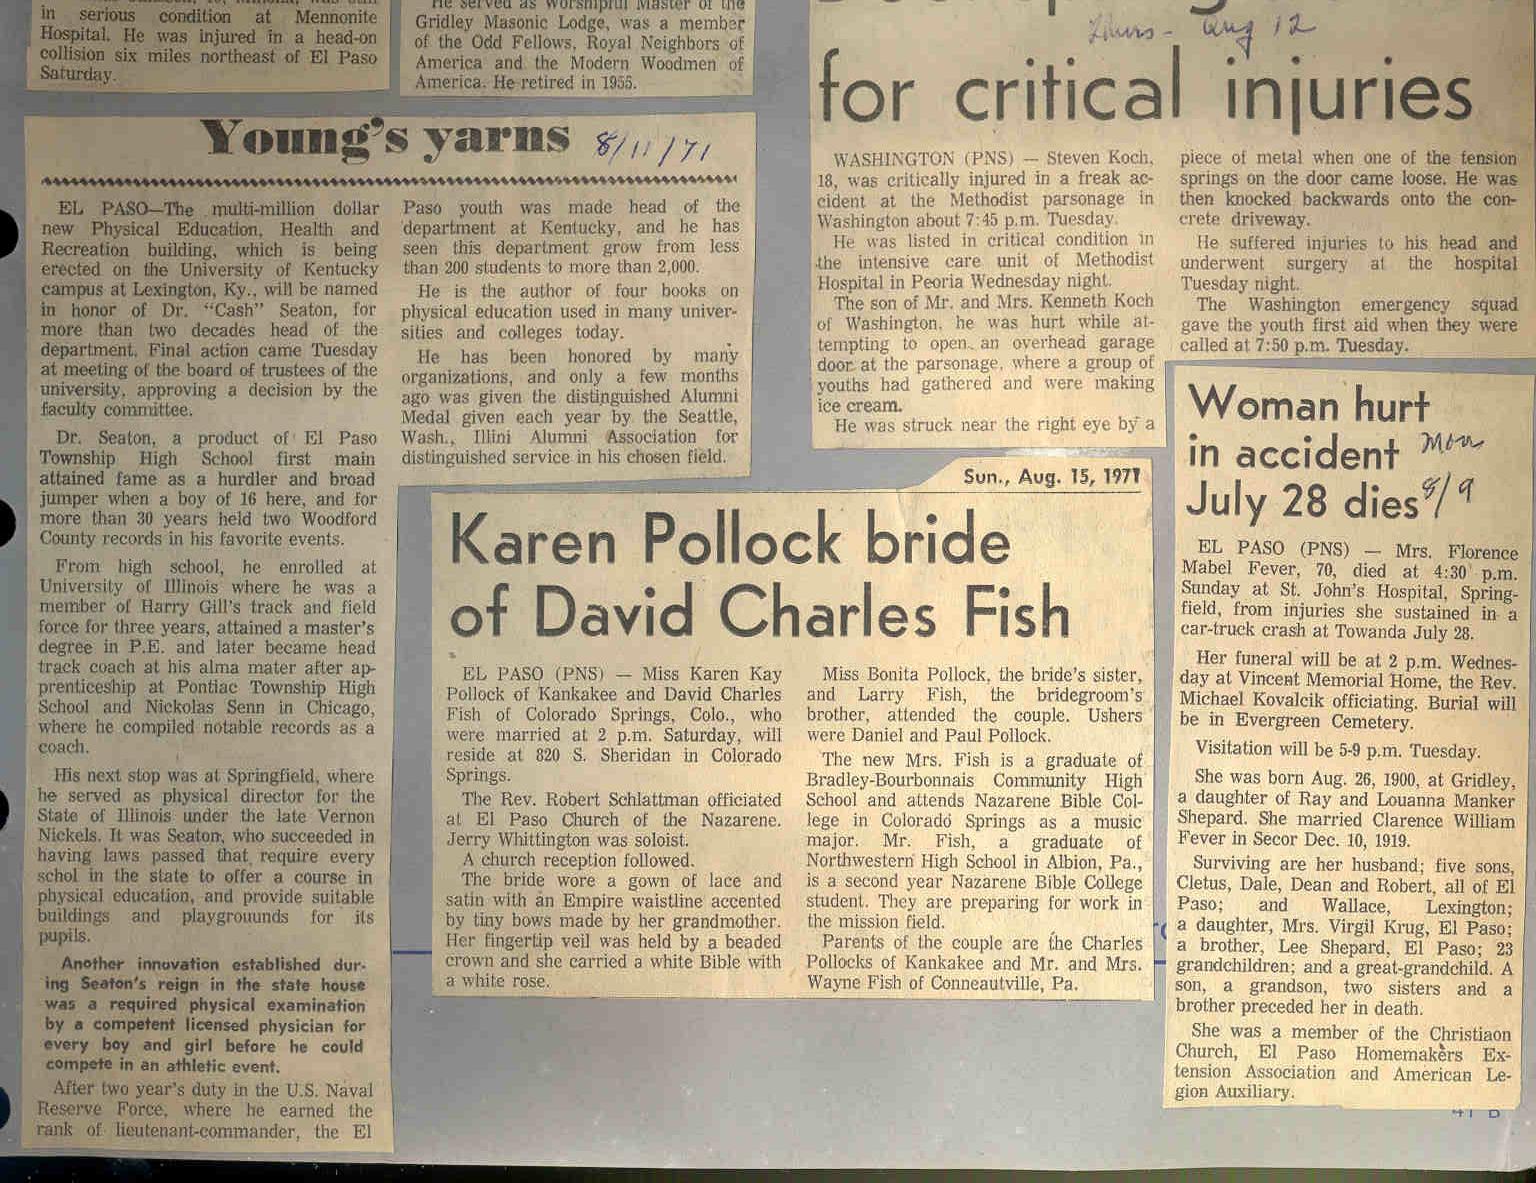 in serious condition at Mennonite
Hospital. He was injured in a head-on
collision six miles northeast of El Paso
Saturday.
He served as Worshipful Master of the
Gridley Masonic Lodge, was a member
of the Odd Fellows, Royal Neighbors of
America and the Modern Woodmen of
America. He retired in 1955.
Young's yarns 8/11/71
EL PASO—The multi-million dollar
new Physical Education, Health and
Recreation building, which is being
erected on the University of Kentucky
campus at Lexington, Ky., will be named
in honor of Dr. "Cash" Seaton, for
more than two decades head of the
department. Final action came Tuesday
at meeting of the board of trustees of the
university, approving a decision by the
faculty committee.
Dr. Seaton, a product of El Paso
Township High School first main
attained fame as a hurdler and broad
jumper when a boy of 16 here, and for
more than 30 years held two Woodford
County records in his favorite events.
From high school, he enrolled at
University of Illinois where he was a
member of Harry Gill's track and field
force for three years, attained a master's
degree in P.E. and later became head
track coach at his alma mater after ap-
prenticeship at Pontiac Township High
School and Nickolas Senn in Chicago,
where he compiled notable records as a
coach.
His next stop was at Springfield, where
he served as physical director for the
State of Illinois under the late Vernon
Nickels. It was Seaton, who succeeded in
having laws passed that require every
schol in the state to offer a course in
physical education, and provide suitable
buildings and playgrouunds for its
pupils.
Another innovation established dur-
ing Seaton's reign in the state house
was a required physical examination
by a competent licensed physician for
every boy and girl before he could
compete in an athletic event.
After two year's duty in the U.S. Naval
Reserve Force, where he earned the
rank of lieutenant-commander, the El
Paso youth was made head of the
department at Kentucky, and he has
seen this department grow from less
than 200 students to more than 2,000.
He is the author of four books on
physical education used in many univer-
sities and colleges today.
He has been honored by many
organizations, and only a few months
ago was given the distinguished Alumni
Medal given each year by the Seattle,
Wash., Illini Alumni Association for
distinguished service in his chosen field.
Thurs - Aug 12
for critical injuries
WASHINGTON (PNS) — Steven Koch,
18, was critically injured in a freak ac-
cident at the Methodist parsonage in
Washington about 7:45 p.m. Tuesday.
He was listed in critical condition in
the intensive care unit of Methodist
Hospital in Peoria Wednesday night.
The son of Mr. and Mrs. Kenneth Koch
of Washington, he was hurt while at-
tempting to open an overhead garage
door at the parsonage, where a group of
youths had gathered and were making
ice cream.
He was struck near the right eye by a
piece of metal when one of the tension
springs on the door came loose. He was
then knocked backwards onto the con-
crete driveway.
He suffered injuries to his head and
underwent surgery at the hospital
Tuesday night.
The Washington emergency squad
gave the youth first aid when they were
called at 7:50 p.m. Tuesday.
Sun., Aug. 15, 1971
Karen Pollock bride
of David Charles Fish
EL PASO (PNS) — Miss Karen Kay
Pollock of Kankakee and David Charles
Fish of Colorado Springs, Colo., who
were married at 2 p.m. Saturday, will
reside at 820 S. Sheridan in Colorado
Springs.
The Rev. Robert Schlattman officiated
at El Paso Church of the Nazarene.
Jerry Whittington was soloist.
A church reception followed.
The bride wore a gown of lace and
satin with an Empire waistline accented
by tiny bows made by her grandmother.
Her fingertip veil was held by a beaded
crown and she carried a white Bible with
a white rose.
Miss Bonita Pollock, the bride's sister,
and Larry Fish, the bridegroom's
brother, attended the couple. Ushers
were Daniel and Paul Pollock.
The new Mrs. Fish is a graduate of
Bradley-Bourbonnais Community High
School and attends Nazarene Bible Col-
lege in Colorado Springs as a music
major. Mr. Fish, a graduate of
Northwestern High School in Albion, Pa.,
is a second year Nazarene Bible College
student. They are preparing for work in
the mission field.
Parents of the couple are the Charles
Pollocks of Kankakee and Mr. and Mrs.
Wayne Fish of Conneautville, Pa.
Woman hurt
in accident Mon
July 28 dies 8/9
EL PASO (PNS) — Mrs. Florence
Mabel Fever, 70, died at 4:30 p.m.
Sunday at St. John's Hospital, Spring-
field, from injuries she sustained in a
car-truck crash at Towanda July 28.
Her funeral will be at 2 p.m. Wednes-
day at Vincent Memorial Home, the Rev.
Michael Kovalcik officiating. Burial will
be in Evergreen Cemetery.
Visitation will be 5-9 p.m. Tuesday.
She was born Aug. 26, 1900, at Gridley,
a daughter of Ray and Louanna Manker
Shepard. She married Clarence William
Fever in Secor Dec. 10, 1919.
Surviving are her husband; five sons,
Cletus, Dale, Dean and Robert, all of El
Paso; and Wallace, Lexington;
a daughter, Mrs. Virgil Krug, El Paso;
a brother, Lee Shepard, El Paso; 23
grandchildren; and a great-grandchild. A
son, a grandson, two sisters and a
brother preceded her in death.
She was a member of the Christiaon
Church, El Paso Homemakers Ex-
tension Association and American Le-
gion Auxiliary.